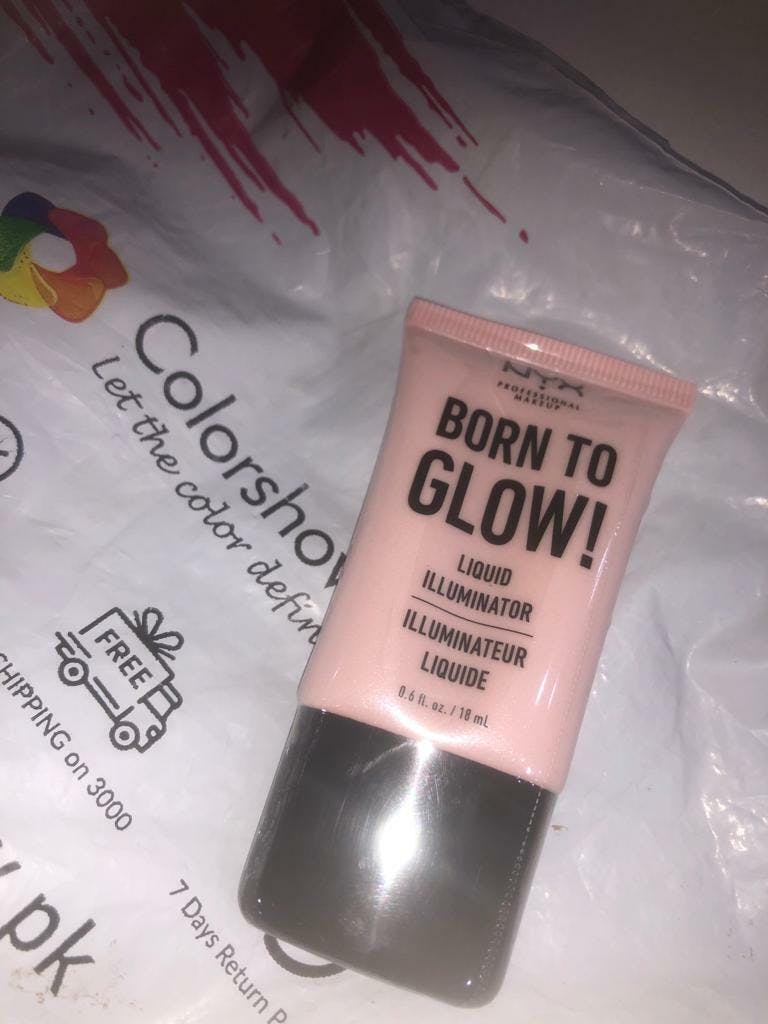 Colorshow
Let the color defin
FREE
SHIPPING on 3000
7 Days Return P
pk
NYX
PROFESSIONAL
MAKEUP
BORN TO
GLOW!
LIQUID
ILLUMINATOR
ILLUMINATEUR
LIQUIDE
0.6 fl. oz. / 18 mL